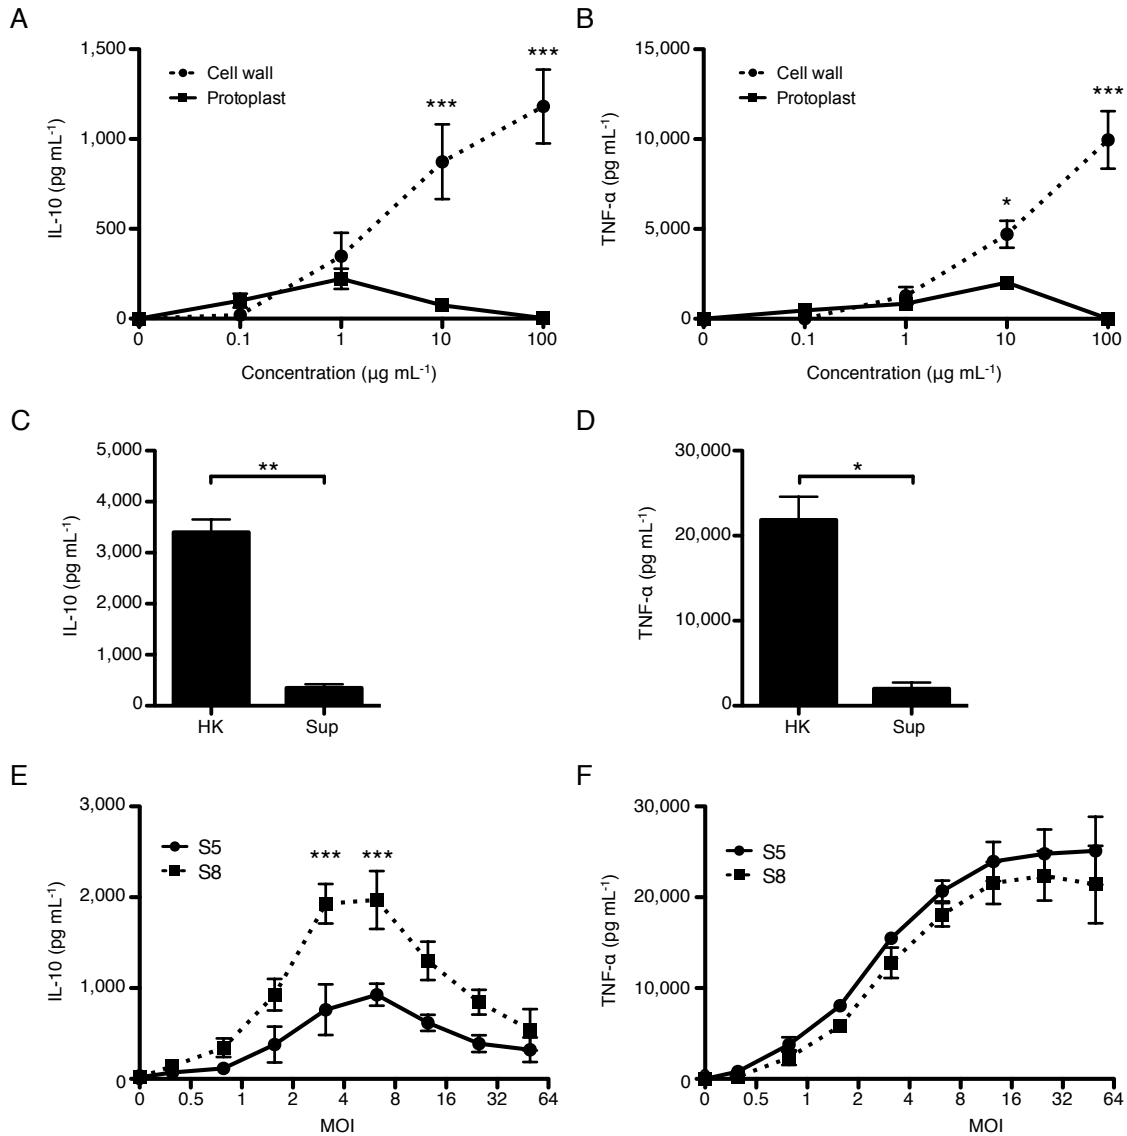 A
1,500
1,000
500
0
IL-10 (pg mL⁻¹)
Cell wall
Protoplast
***
***
0 0.1 1 10 100
Concentration (µg mL⁻¹)
B
15,000
10,000
5,000
0
TNF-α (pg mL⁻¹)
Cell wall
Protoplast
*
***
0 0.1 1 10 100
Concentration (µg mL⁻¹)
C
5,000
4,000
3,000
2,000
1,000
0
IL-10 (pg mL⁻¹)
**
HK Sup
D
30,000
20,000
10,000
0
TNF-α (pg mL⁻¹)
*
HK Sup
E
3,000
2,000
1,000
0
IL-10 (pg mL⁻¹)
S5
S8
*** ***
0 0.5 1 2 4 8 16 32 64
MOI
F
30,000
20,000
10,000
0
TNF-α (pg mL⁻¹)
S5
S8
0 0.5 1 2 4 8 16 32 64
MOI